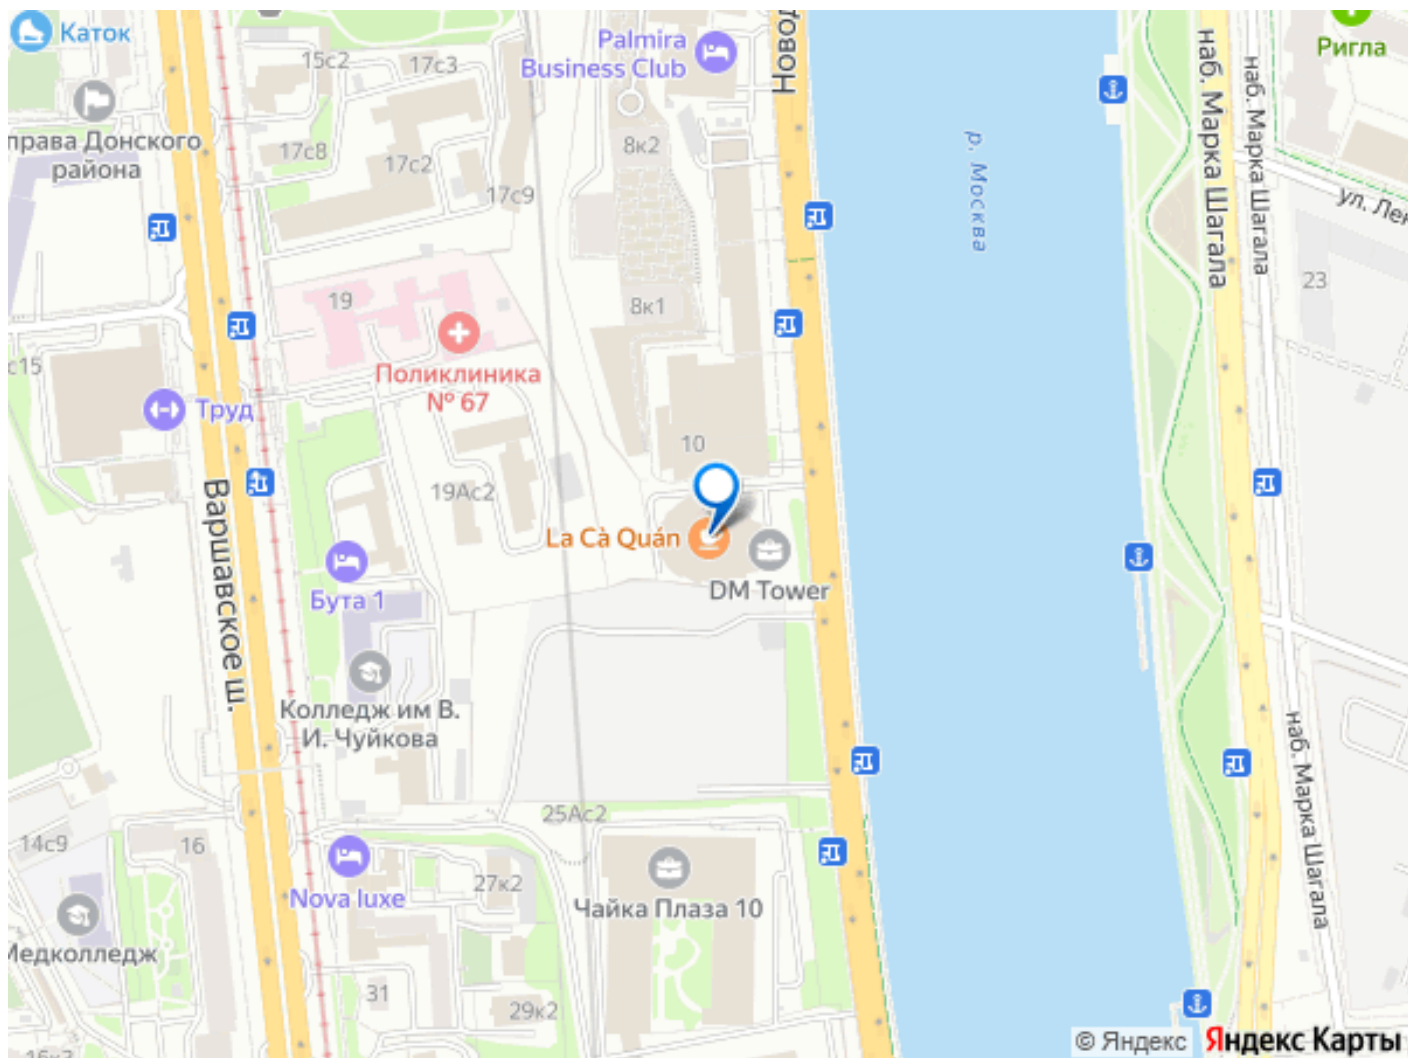 Каток
Palmira
Business Club
Новод
Ригла
15с2
17с3
права Донского
района
17с8
17с2
17с9
8к2
р. Москва
наб. Марка Шагала
наб. Марка Шагала
ул. Лен
23
19
8к1
с15
Поликлиника
№ 67
Труд
10
19Ас2
Варшавское ш.
La Cà Quán
DM Tower
Бута 1
Колледж им В.
И. Чуйкова
наб. Марка Шагала
25Ас2
14с9
16
27к2
Nova luxe
Чайка Плаза 10
Медколледж
31
29к2
16к3
© Яндекс
Яндекс Карты